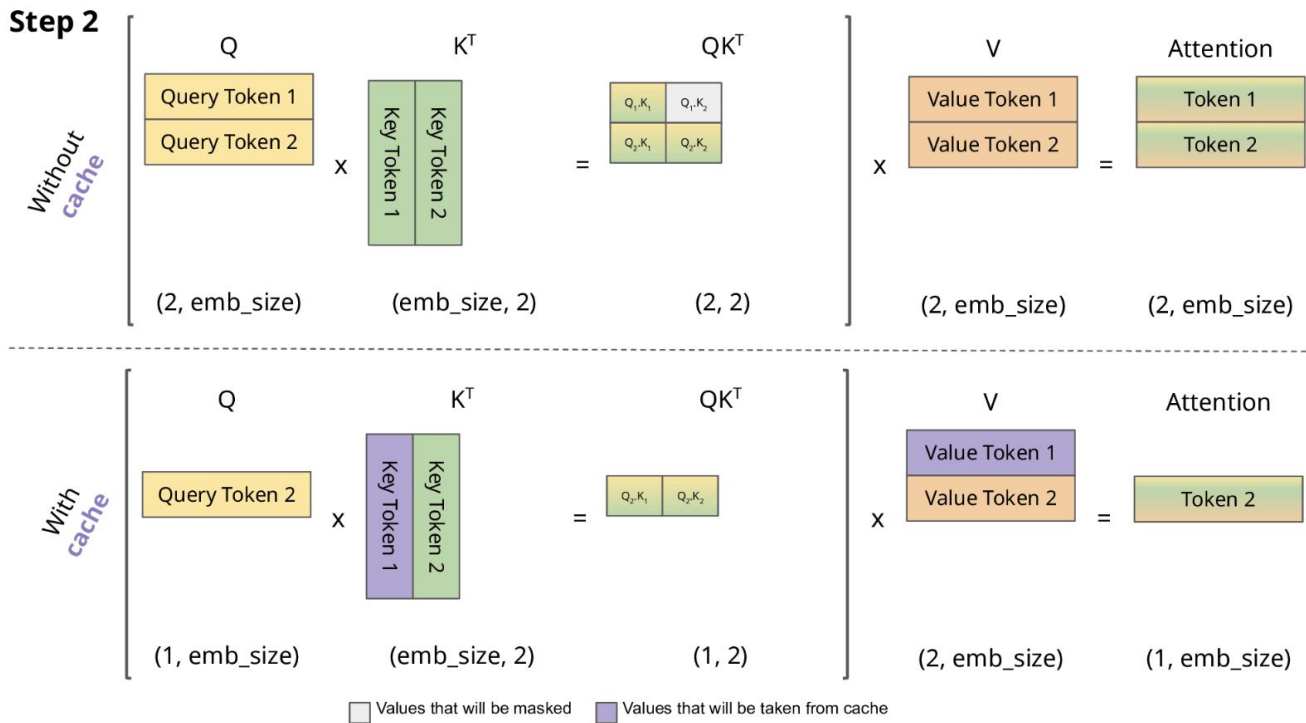 Step 2
Q
K^T
QK^T
V
Attention
Without
cache
Query Token 1
Query Token 2
x
Key Token 1
Key Token 2
=
Q₁.K₁
Q₁.K₂
Q₂.K₁
Q₂.K₂
x
Value Token 1
Value Token 2
=
Token 1
Token 2
(2, emb_size)
(emb_size, 2)
(2, 2)
(2, emb_size)
(2, emb_size)
Q
K^T
QK^T
V
Attention
With
cache
Query Token 2
x
Key Token 1
Key Token 2
=
Q₂.K₁
Q₂.K₂
x
Value Token 1
Value Token 2
=
Token 2
(1, emb_size)
(emb_size, 2)
(1, 2)
(2, emb_size)
(1, emb_size)
Values that will be masked
Values that will be taken from cache